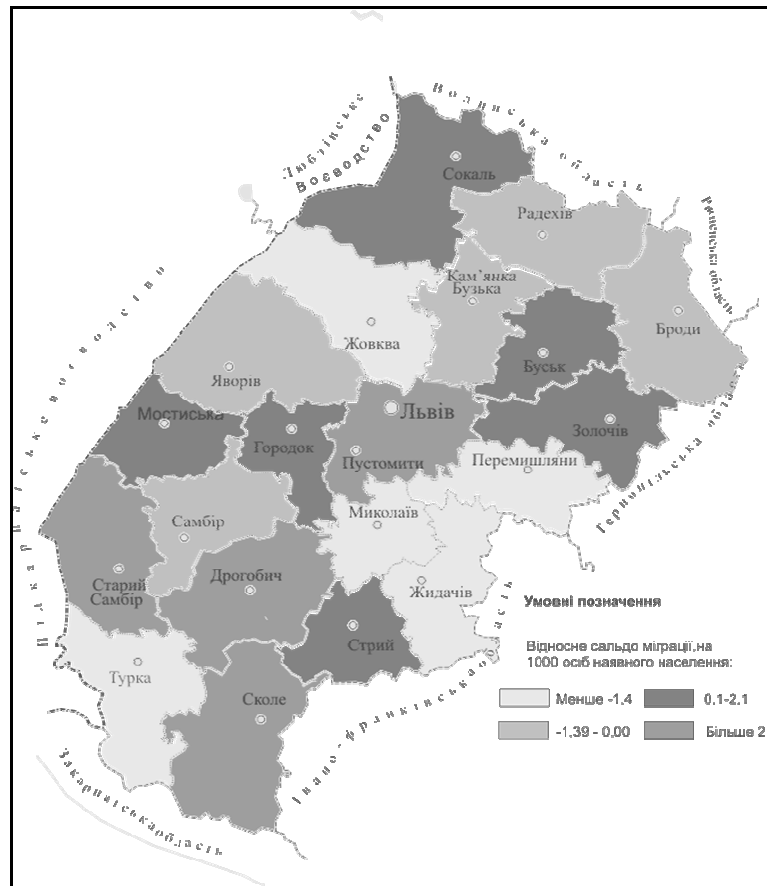 Люблінське
Воєводство
Волинська область
Рівненська область
Сокаль
Радехів
Кам’янка
Бузька
Броди
Жовква
Буськ
Яворів
Підкарпатське воєводство
Мостиська
Львів
Городок
Золочів
Пустомити
Перемишляни
Тернопільська область
Миколаїв
Самбір
Дрогобич
Старий
Самбір
Жидачів
Стрий
Турка
Сколе
Івано-франківська область
Закарпатська область
Умовні позначення
Відносне сальдо міграції,на
1000 осіб наявного населення:
Менше -1,4
0,1-2,1
-1,39 - 0,00
Більше 2